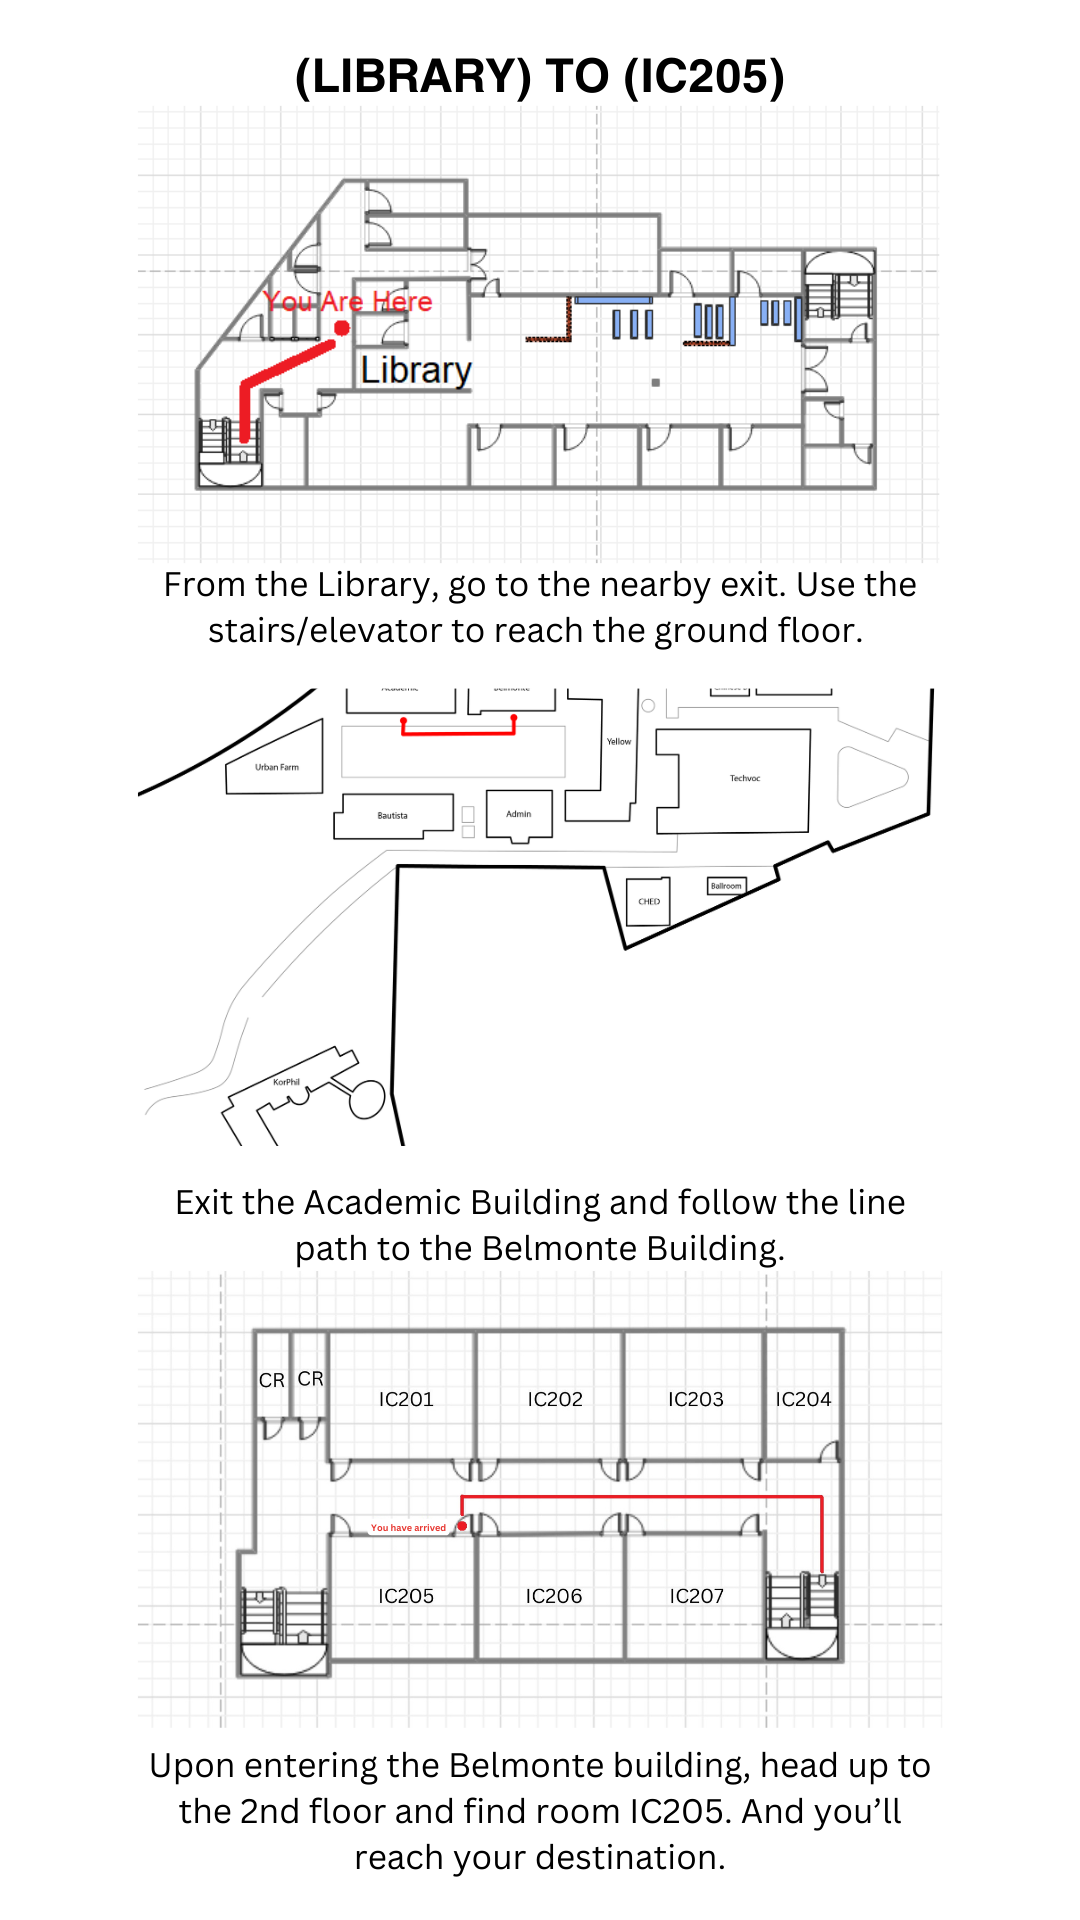 (LIBRARY) TO (IC205)
You Are Here
Library
From the Library, go to the nearby exit. Use the
stairs/elevator to reach the ground floor.
Academic
Belmonte
Yellow
Urban Farm
Techvoc
Bautista
Admin
Ballroom
CHED
KorPhil
Exit the Academic Building and follow the line
path to the Belmonte Building.
CR
CR
IC201
IC202
IC203
IC204
You have arrived
IC205
IC206
IC207
Upon entering the Belmonte building, head up to
the 2nd floor and find room IC205. And you’ll
reach your destination.